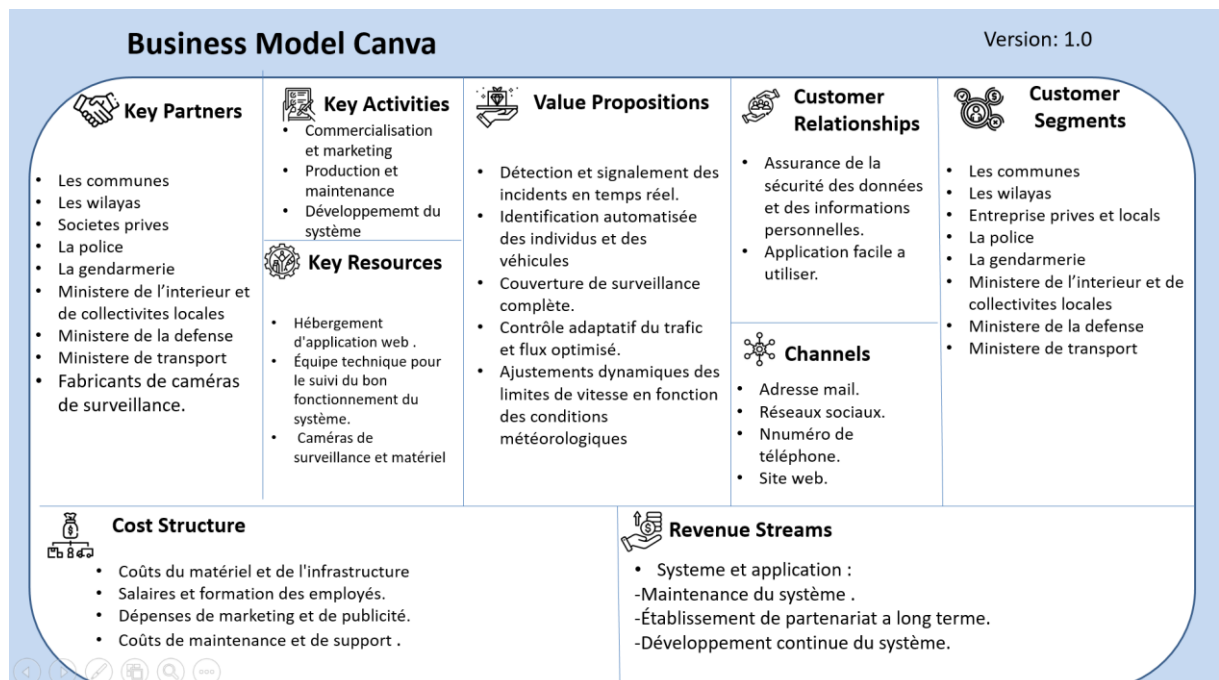 Business Model Canva
Version: 1.0
Key Partners
• Les communes
• Les wilayas
• Societes prives
• La police
• La gendarmerie
• Ministere de l'interieur et
de collectivites locales
• Ministere de la defense
• Ministere de transport
• Fabricants de caméras
de surveillance.
Key Activities
• Commercialisation
et marketing
• Production et
maintenance
• Développememt du
système
Key Resources
• Hébergement
d'application web .
• Équipe technique pour
le suivi du bon
fonctionnement du
système.
• Caméras de
surveillance et matériel
Value Propositions
• Détection et signalement des
incidents en temps réel.
• Identification automatisée
des individus et des
véhicules
• Couverture de surveillance
complète.
• Contrôle adaptatif du trafic
et flux optimisé.
• Ajustements dynamiques des
limites de vitesse en fonction
des conditions
météorologiques
Customer
Relationships
• Assurance de la
sécurité des données
et des informations
personnelles.
• Application facile a
utiliser.
Channels
• Adresse mail.
• Réseaux sociaux.
• Nnuméro de
téléphone.
• Site web.
Customer
Segments
• Les communes
• Les wilayas
• Entreprise prives et locals
• La police
• La gendarmerie
• Ministere de l'interieur et de
collectivites locales
• Ministere de la defense
• Ministere de transport
Cost Structure
• Coûts du matériel et de l'infrastructure
• Salaires et formation des employés.
• Dépenses de marketing et de publicité.
• Coûts de maintenance et de support .
Revenue Streams
• Systeme et application :
-Maintenance du système .
-Établissement de partenariat a long terme.
-Développement continue du système.